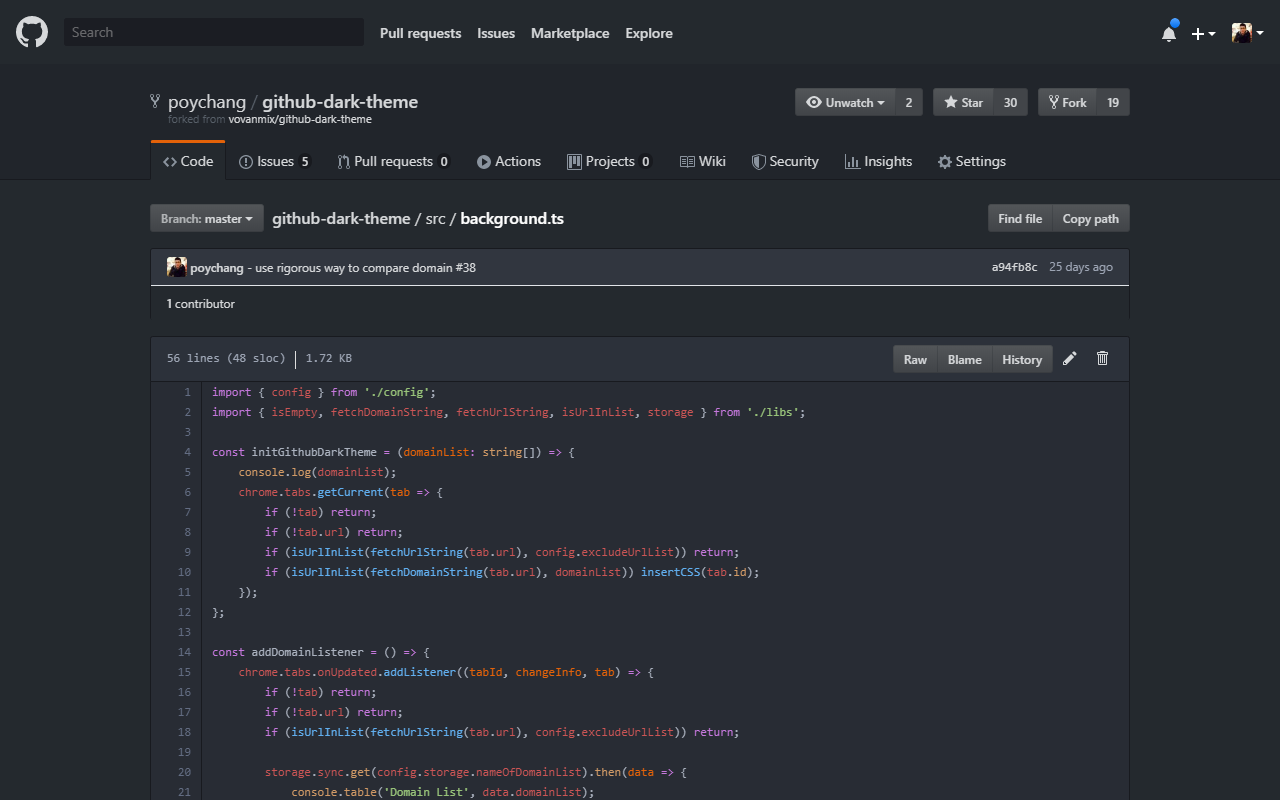 Search Pull requests Issues Marketplace Explore
poychang / github-dark-theme Unwatch 2 Star 30 Fork 19
forked from vovanmix/github-dark-theme
Code Issues 5 Pull requests 0 Actions Projects 0 Wiki Security Insights Settings
Branch: master github-dark-theme / src / background.ts Find file Copy path
poychang - use rigorous way to compare domain #38 a94fb8c 25 days ago
1 contributor
56 lines (48 sloc) 1.72 KB Raw Blame History
1 import { config } from './config';
2 import { isEmpty, fetchDomainString, fetchUrlString, isUrlInList, storage } from './libs';
3
4 const initGithubDarkTheme = (domainList: string[]) => {
5     console.log(domainList);
6     chrome.tabs.getCurrent(tab => {
7         if (!tab) return;
8         if (!tab.url) return;
9         if (isUrlInList(fetchUrlString(tab.url), config.excludeUrlList)) return;
10         if (isUrlInList(fetchDomainString(tab.url), domainList)) insertCSS(tab.id);
11     });
12 };
13
14 const addDomainListener = () => {
15     chrome.tabs.onUpdated.addListener((tabId, changeInfo, tab) => {
16         if (!tab) return;
17         if (!tab.url) return;
18         if (isUrlInList(fetchUrlString(tab.url), config.excludeUrlList)) return;
19
20         storage.sync.get(config.storage.nameOfDomainList).then(data => {
21             console.table('Domain List', data.domainList);